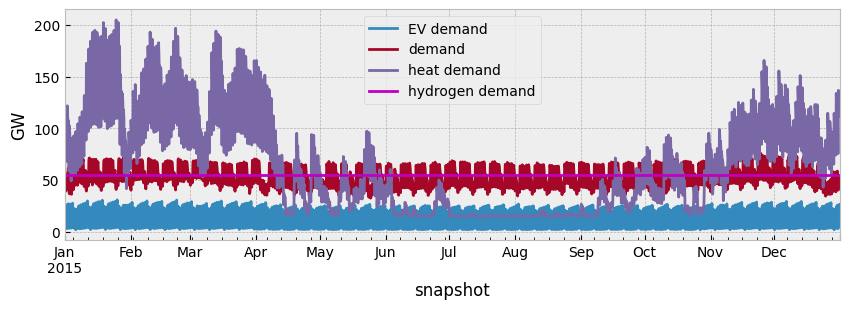 GW
200
150
100
50
0
EV demand
demand
heat demand
hydrogen demand
Jan Feb Mar Apr May Jun Jul Aug Sep Oct Nov Dec
2015
snapshot